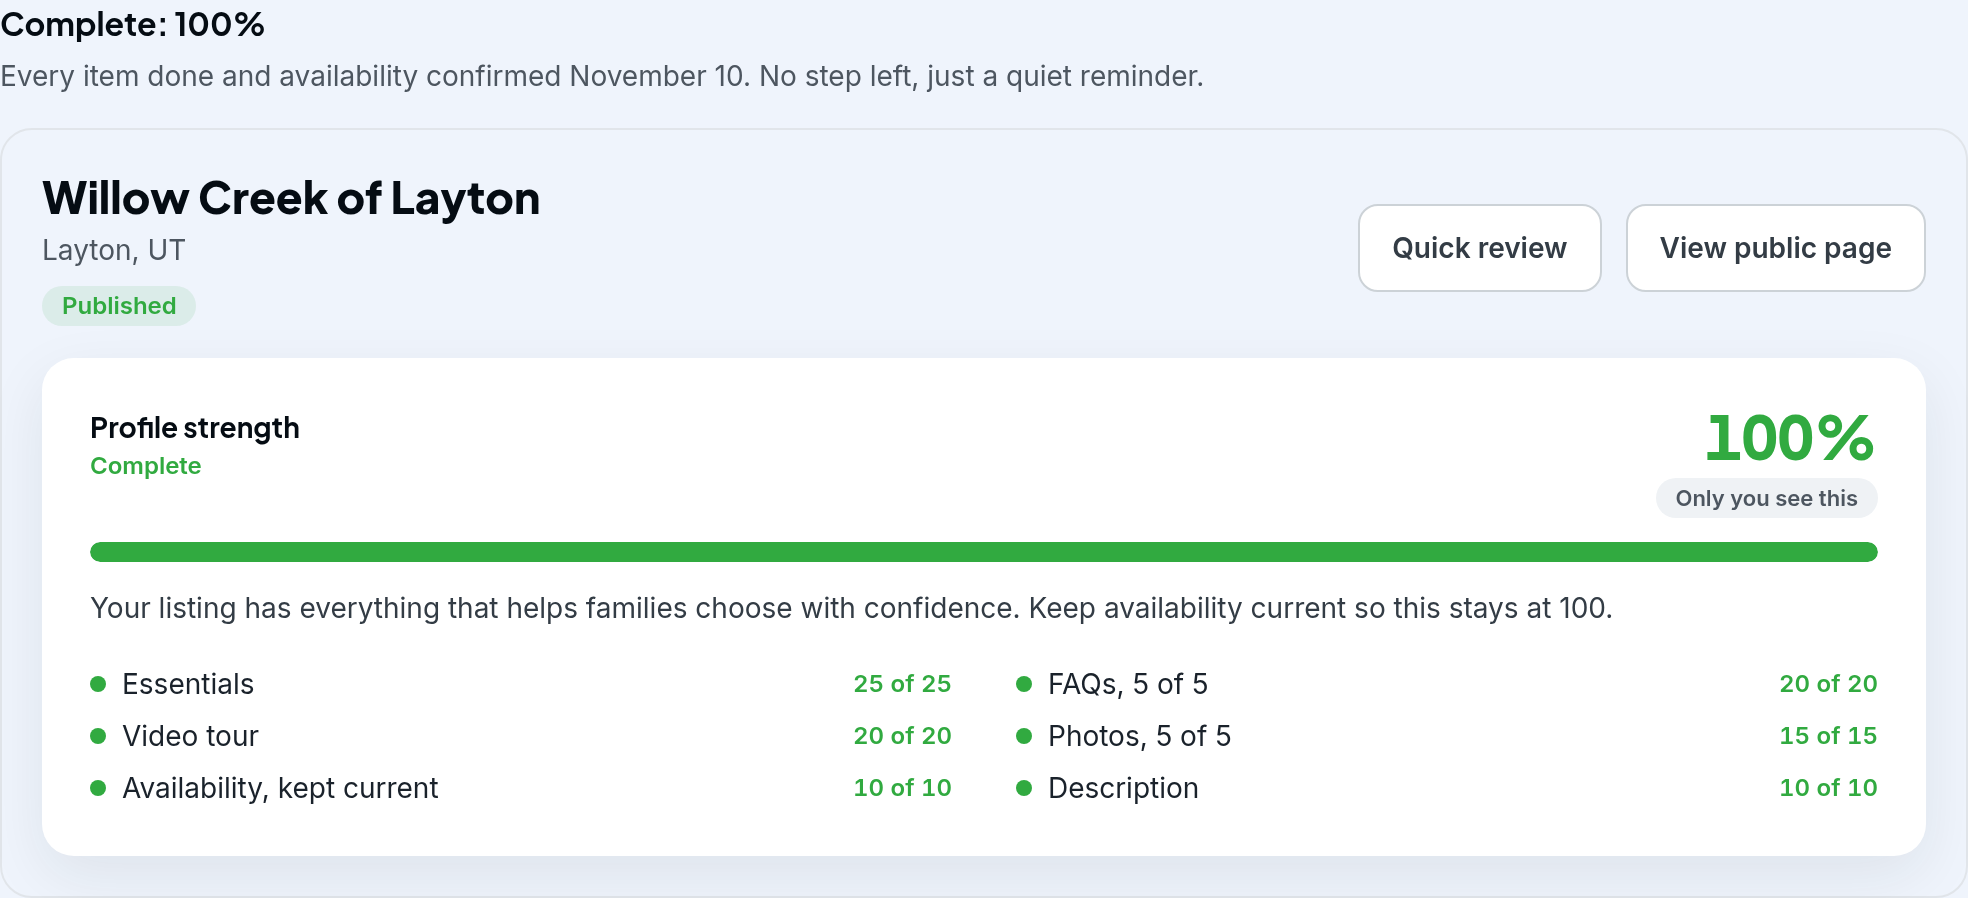 Complete: 100%
Every item done and availability confirmed November 10. No step left, just a quiet reminder.
Willow Creek of Layton
Layton, UT
Published
Quick review
View public page
Profile strength
Complete
100%
Only you see this
Your listing has everything that helps families choose with confidence. Keep availability current so this stays at 100.
Essentials 25 of 25
FAQs, 5 of 5 20 of 20
Video tour 20 of 20
Photos, 5 of 5 15 of 15
Availability, kept current 10 of 10
Description 10 of 10